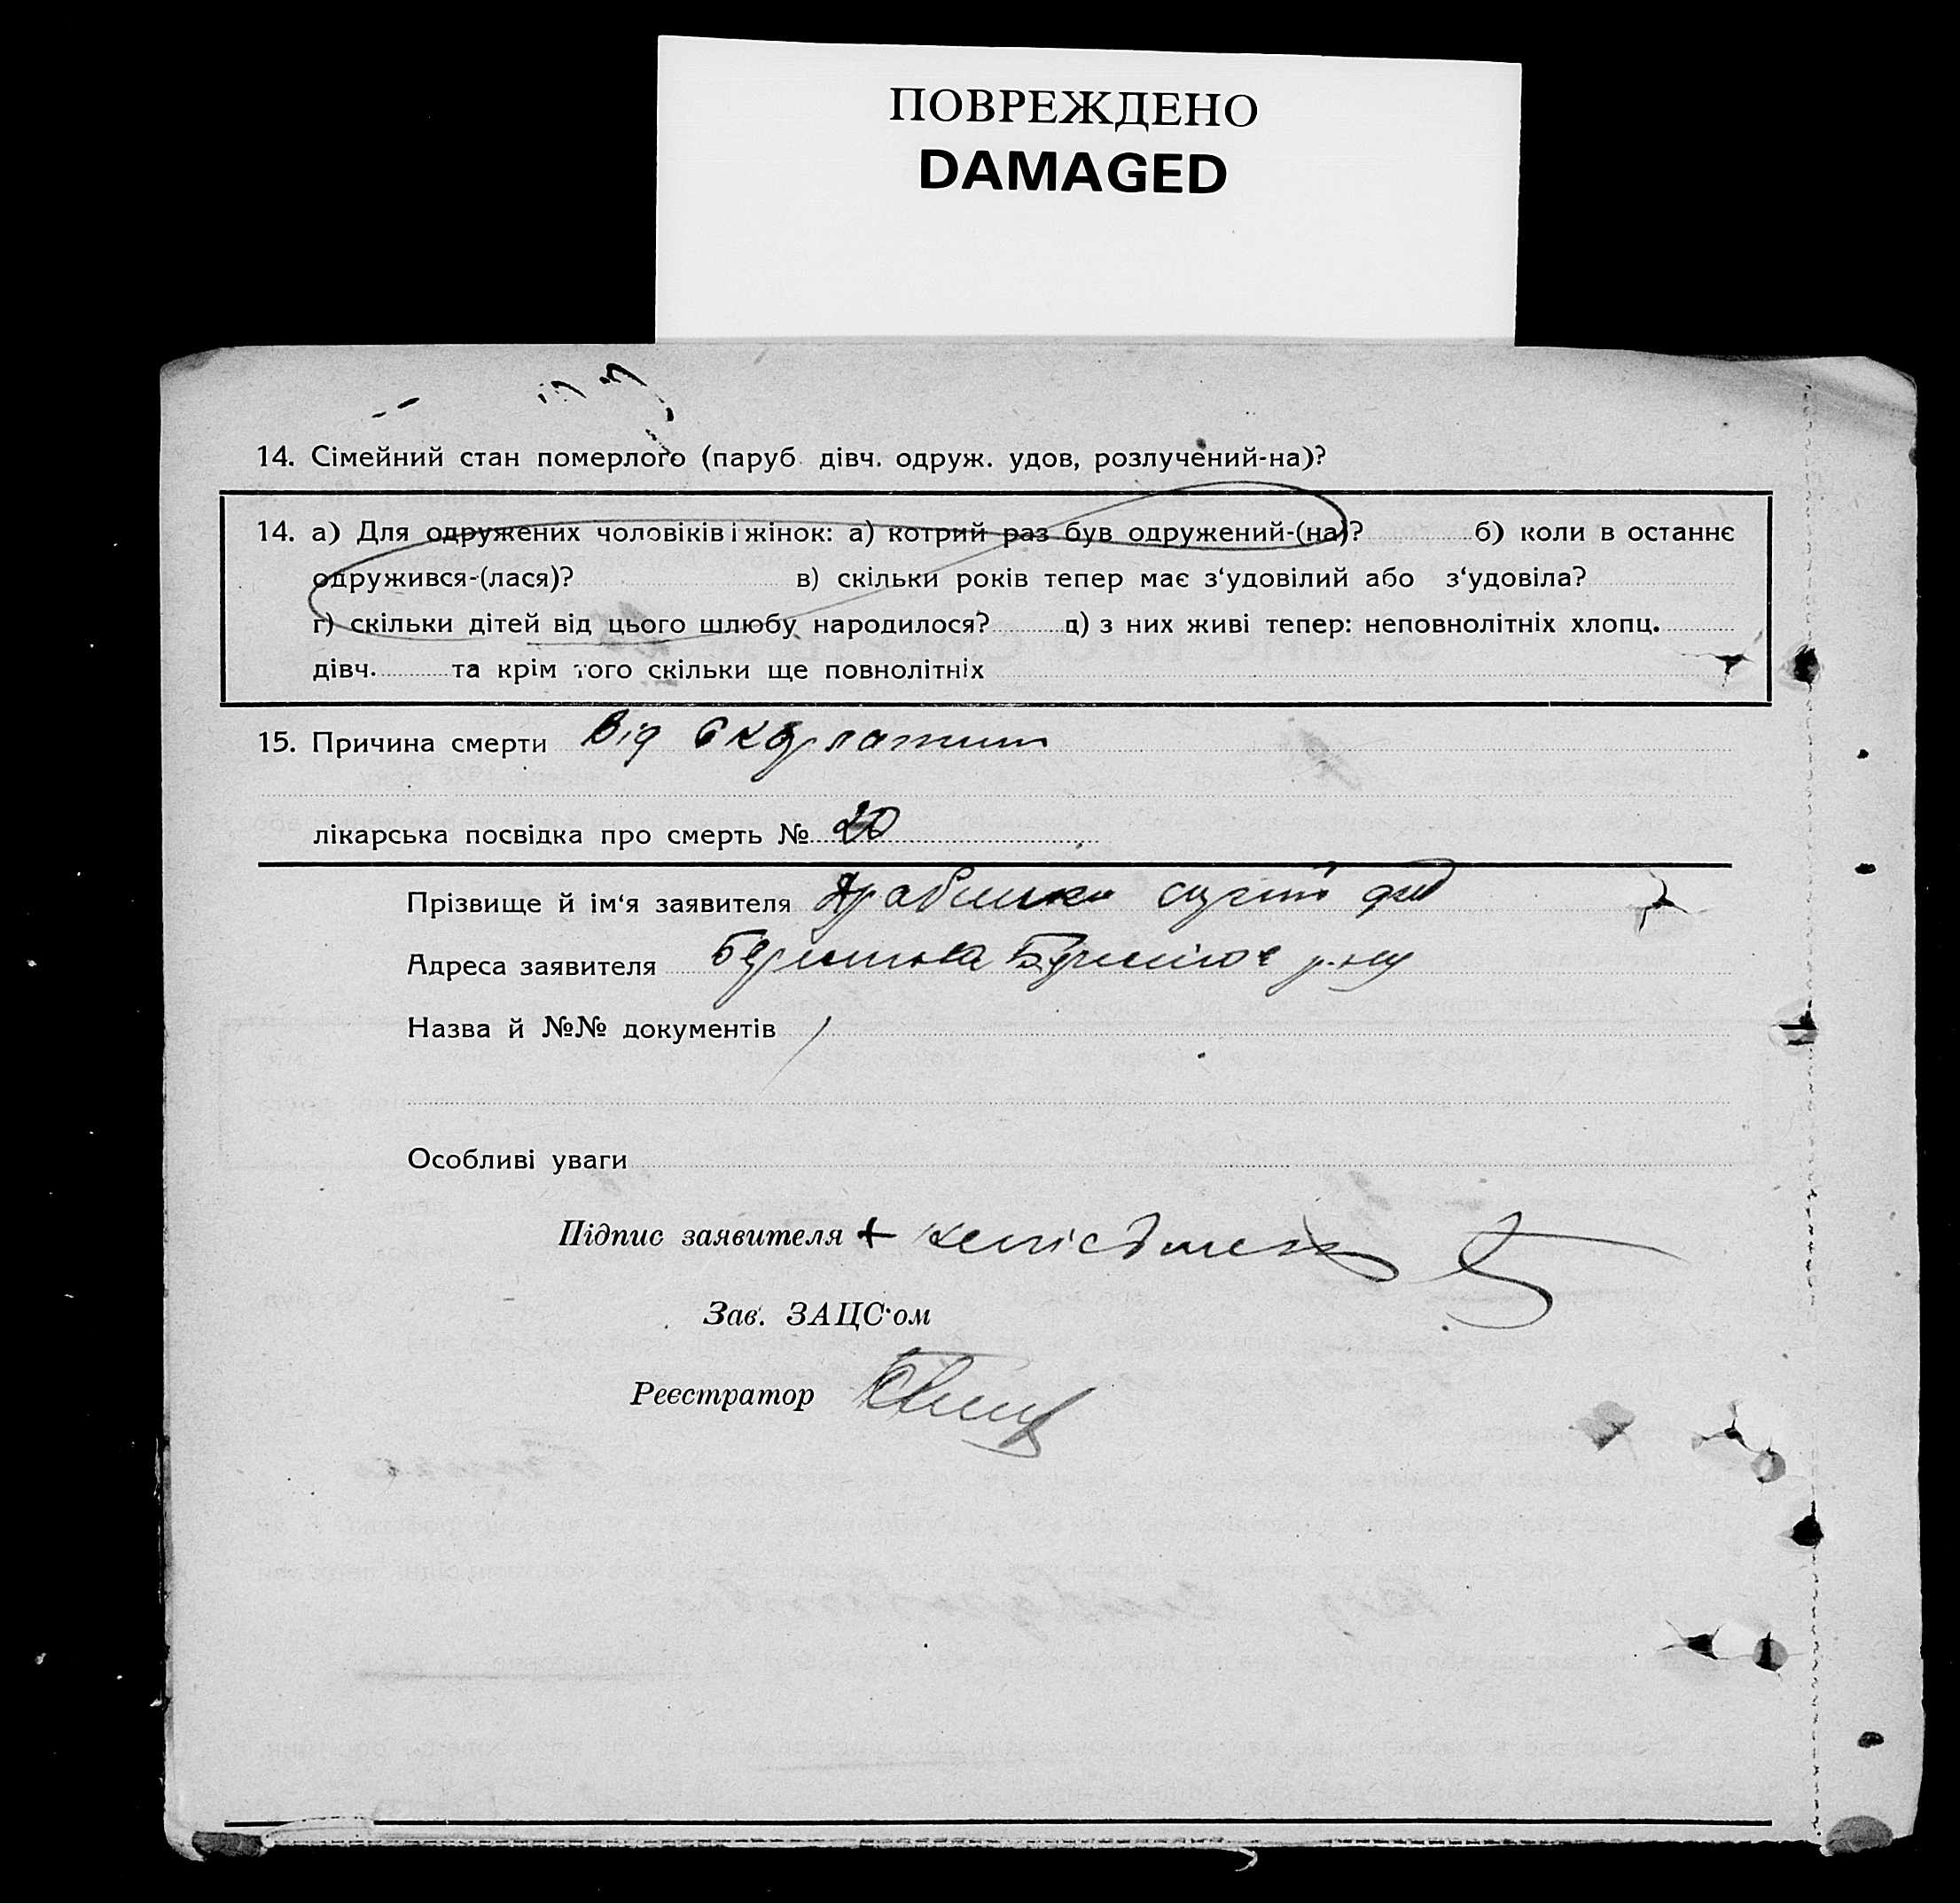 ПОВРЕЖДЕНО
DAMAGED
14. Сімейний стан померлого (паруб. дівч. одруж. удов, розлучений-на)?
14. а) Для одружених чоловіків і жінок: а) котрий раз був одружений-(на)? б) коли в останнє
одружився-(лася)? в) скільки років тепер має з‘удовілий або з‘удовіла?
г) скільки дітей від цього шлюбу народилося? д) з них живі тепер: неповнолітніх хлопц.
дівч. та крім того скільки ще повнолітніх
15. Причина смерти Від Скарлатини
лікарська посвідка про смерть № 20
Прізвище й ім‘я заявителя
Адреса заявителя
Назва й №№ документів
Особливі уваги
Підпис заявителя +
Зав. ЗАЦС‘ом
Реєстратор